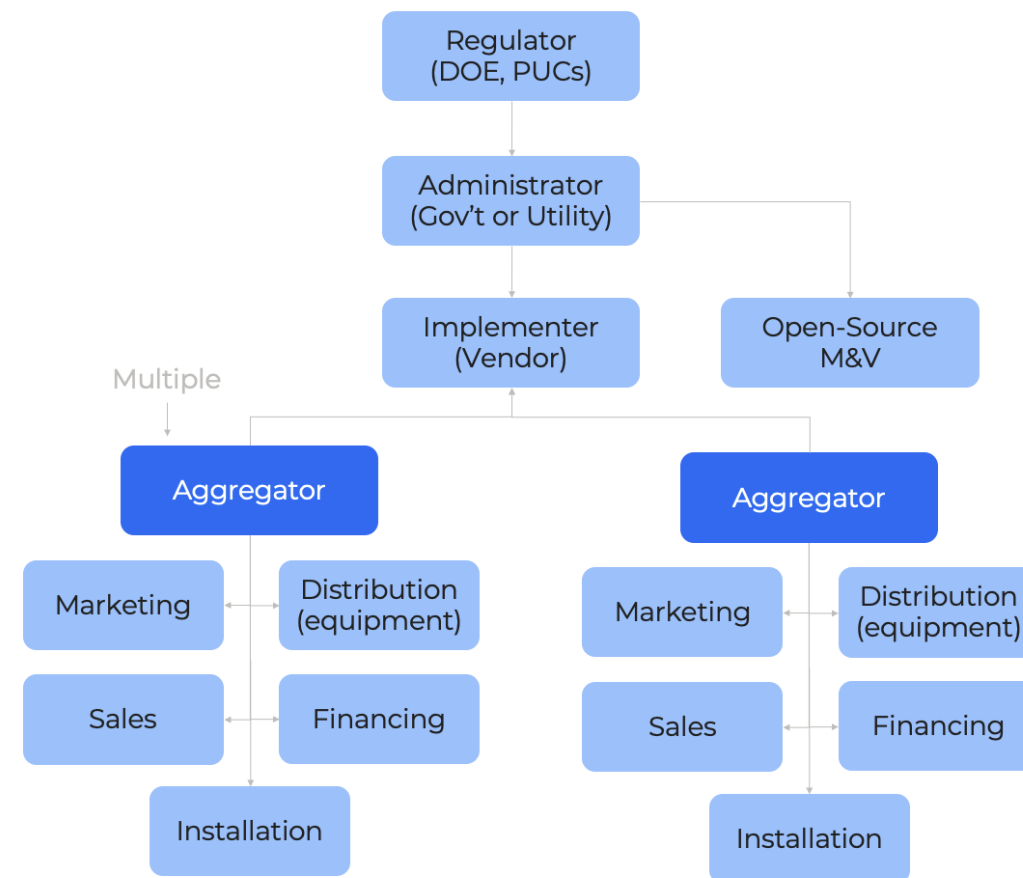 Regulator
(DOE, PUCs)
Administrator
(Gov’t or Utility)
Implementer
(Vendor)
Open-Source
M&V
Multiple
Aggregator
Aggregator
Marketing
Distribution
(equipment)
Marketing
Distribution
(equipment)
Sales
Financing
Sales
Financing
Installation
Installation